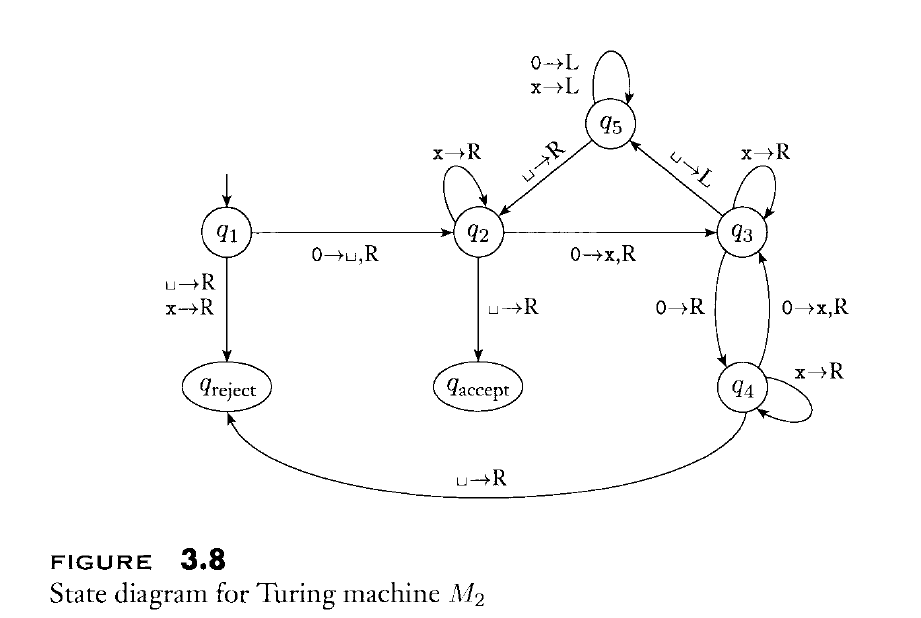 0→L
x→L
q5
x→R
⊔→R
⊔→L
x→R
q1
q2
q3
0→⊔,R
0→x,R
⊔→R
x→R
⊔→R
0→R
0→x,R
qreject
qaccept
q4
x→R
⊔→R
FIGURE 3.8
State diagram for Turing machine M2